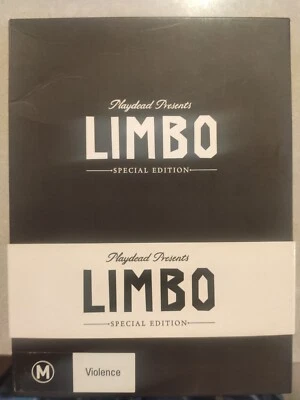 Playdead Presents
LIMBO
SPECIAL EDITION
Playdead Presents
LIMBO
SPECIAL EDITION
M Violence